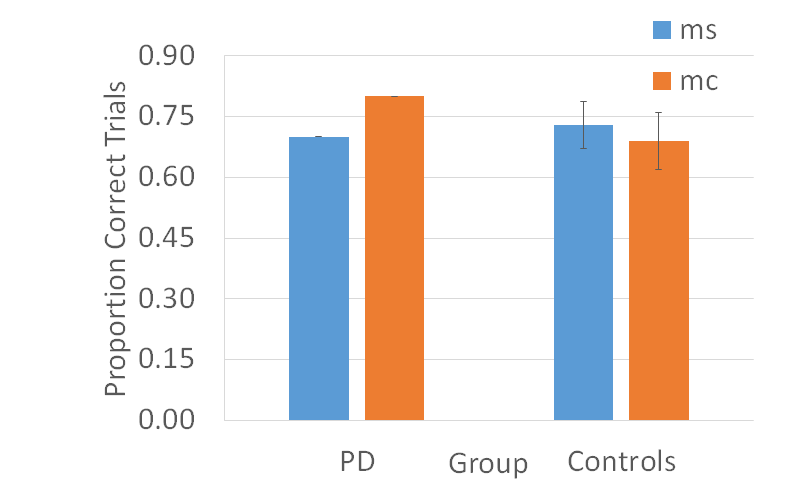 ms
mc
Proportion Correct Trials
0.90
0.75
0.60
0.45
0.30
0.15
0.00
PD
Group
Controls